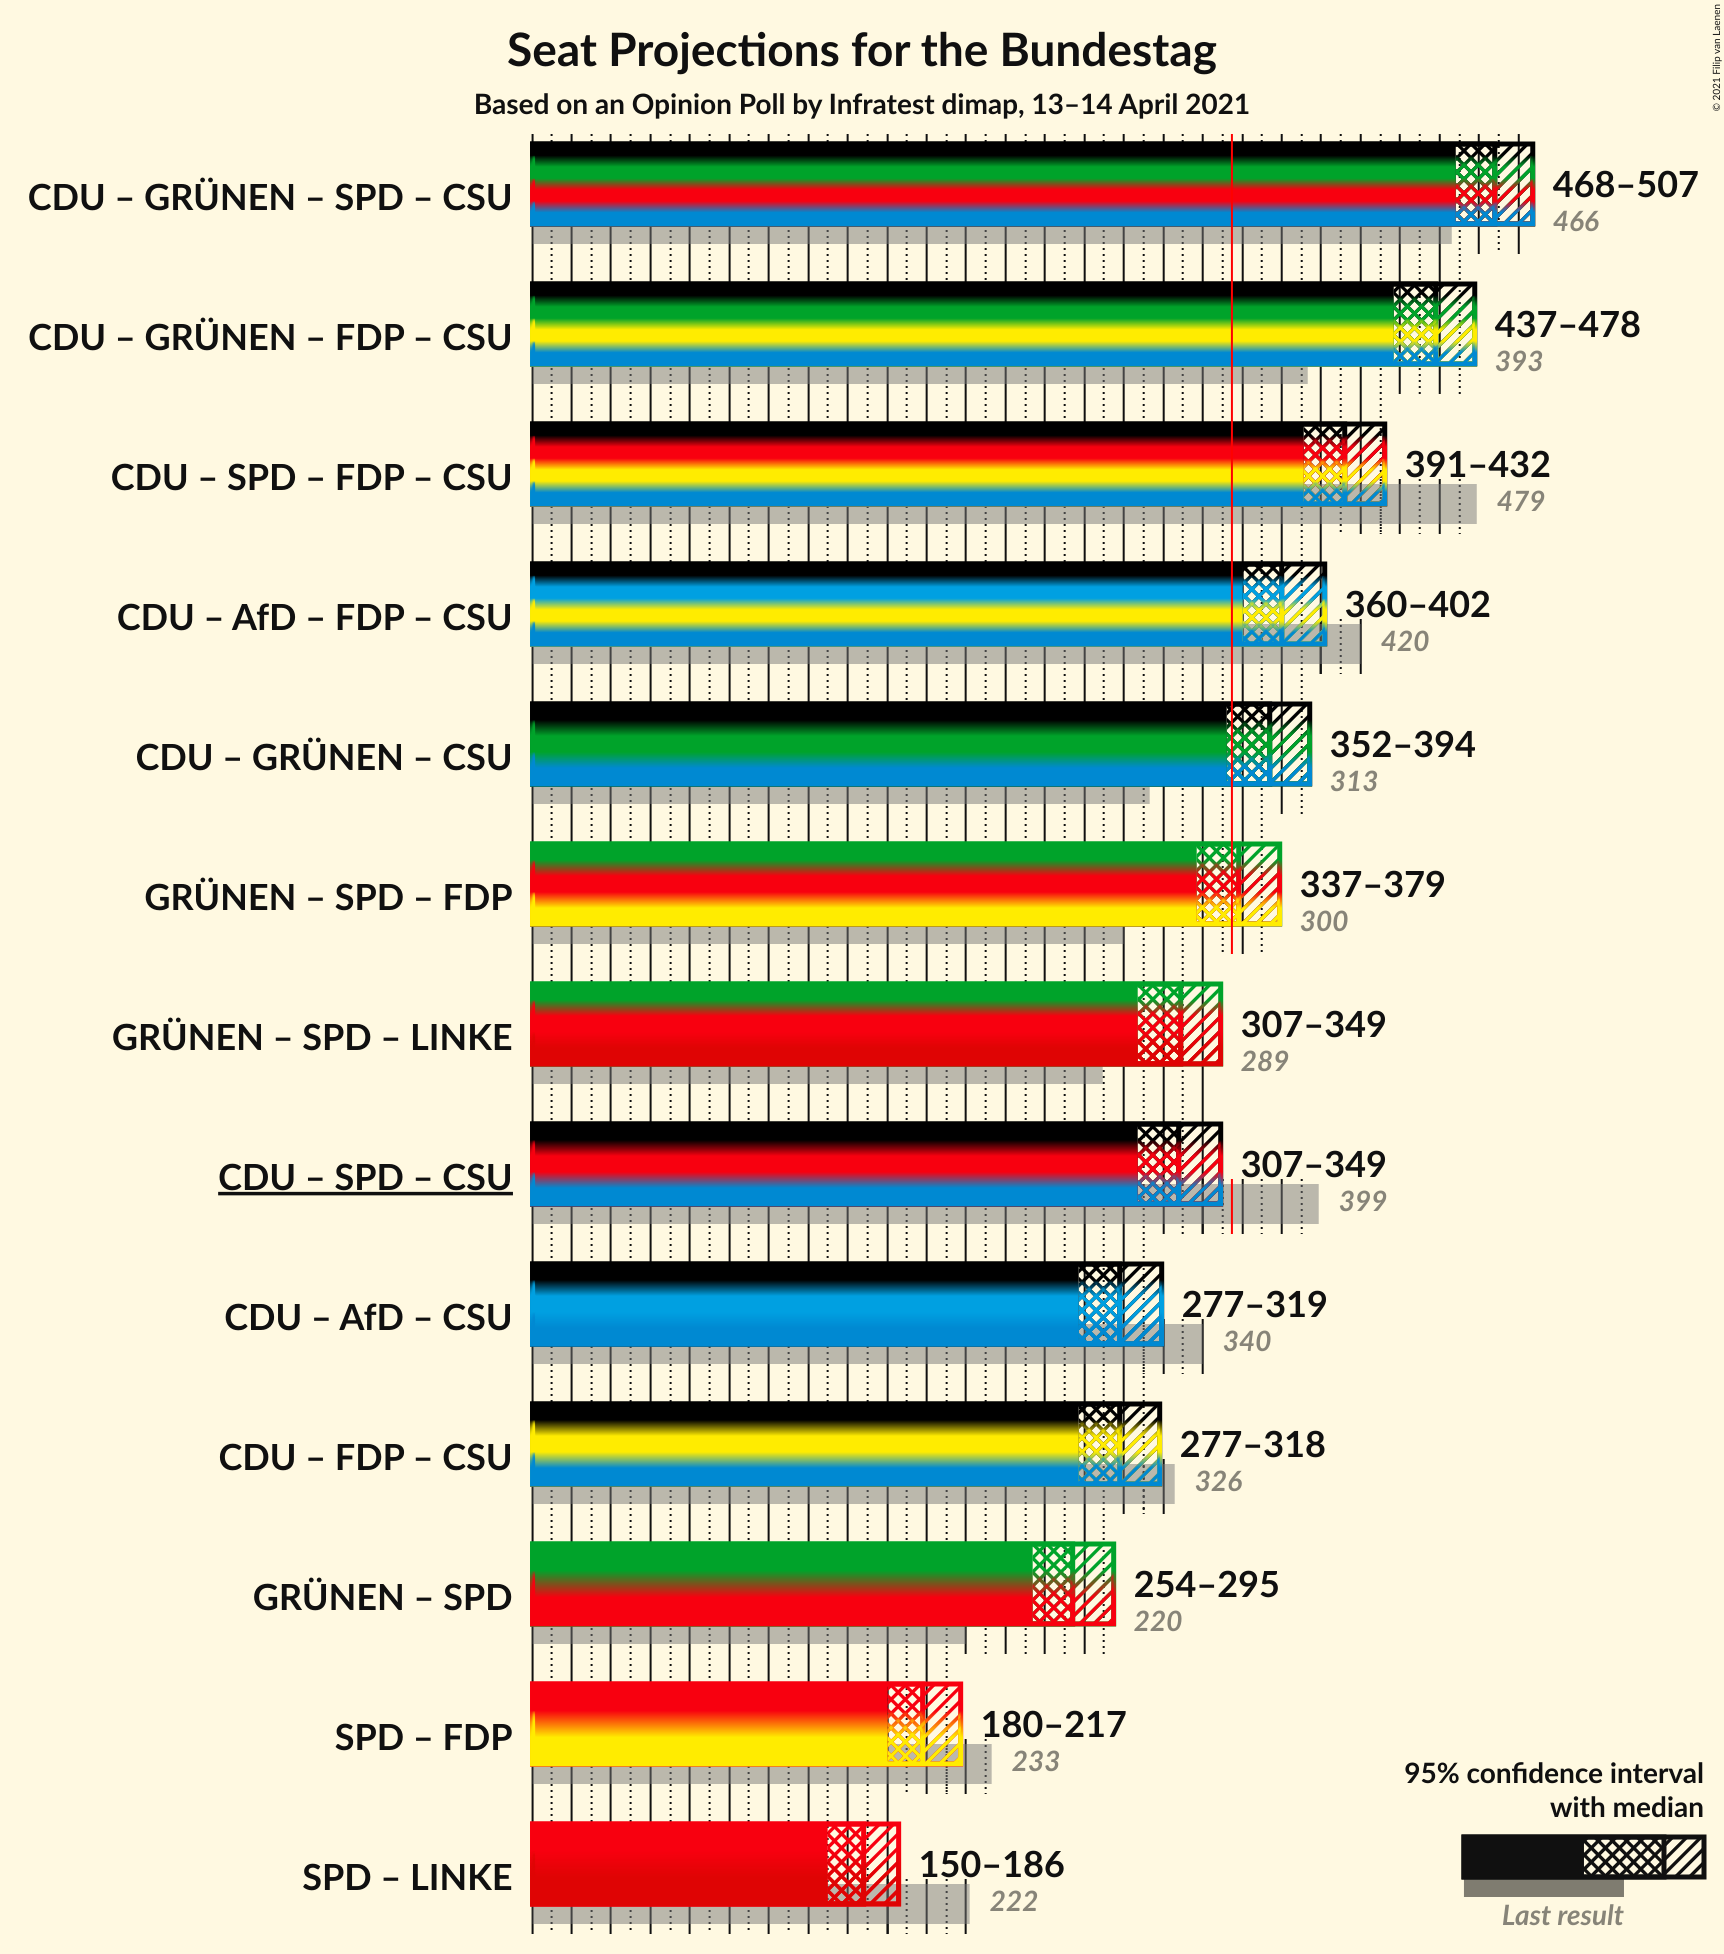 Seat Projections for the Bundestag
Based on an Opinion Poll by Infratest dimap, 13–14 April 2021
© 2021 Filip van Laenen
CDU – GRÜNEN – SPD – CSU
468–507
466
CDU – GRÜNEN – FDP – CSU
437–478
393
CDU – SPD – FDP – CSU
391–432
479
CDU – AfD – FDP – CSU
360–402
420
CDU – GRÜNEN – CSU
352–394
313
GRÜNEN – SPD – FDP
337–379
300
GRÜNEN – SPD – LINKE
307–349
289
CDU – SPD – CSU
307–349
399
CDU – AfD – CSU
277–319
340
CDU – FDP – CSU
277–318
326
GRÜNEN – SPD
254–295
220
SPD – FDP
180–217
233
SPD – LINKE
150–186
222
95% confidence interval
with median
Last result